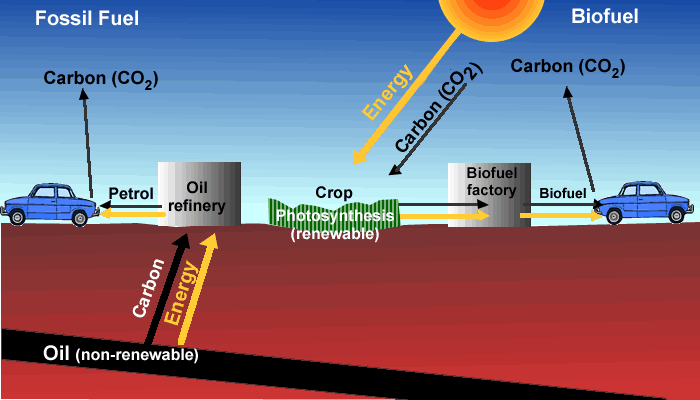 Fossil Fuel
Biofuel
Carbon (CO₂)
Energy
Carbon (CO2)
Carbon (CO₂)
Petrol
Oil
refinery
Crop
Photosynthesis
(renewable)
Biofuel
factory
Biofuel
Carbon
Energy
Oil (non-renewable)